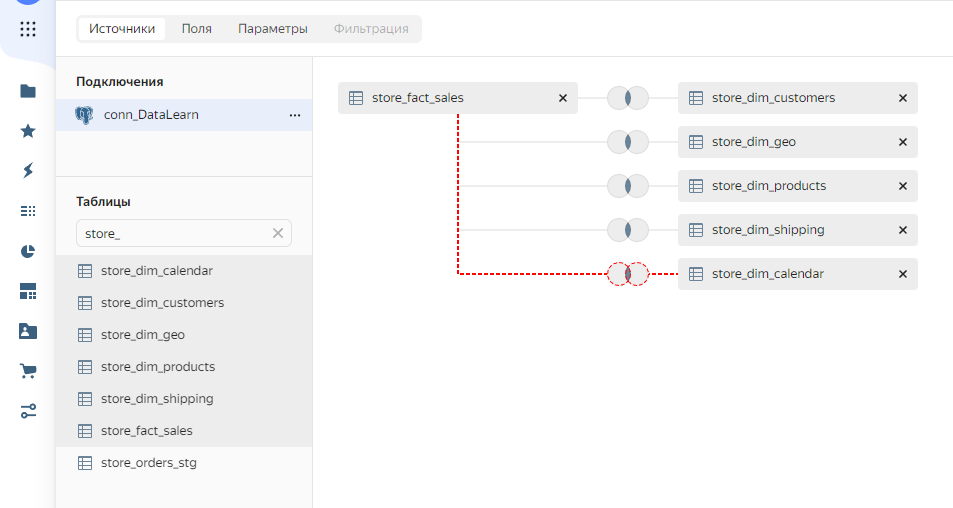 Источники Поля Параметры Фильтрация
Подключения
conn_DataLearn
Таблицы
store_
store_dim_calendar
store_dim_customers
store_dim_geo
store_dim_products
store_dim_shipping
store_fact_sales
store_orders_stg
store_fact_sales
store_dim_customers
store_dim_geo
store_dim_products
store_dim_shipping
store_dim_calendar